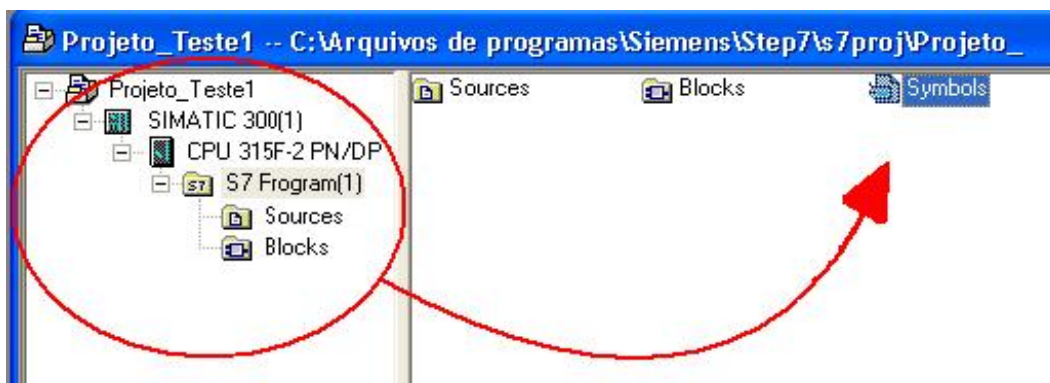 Projeto_Teste1 -- C:\Arquivos de programas\Siemens\Step7\s7proj\Projeto_
Projeto_Teste1
SIMATIC 300(1)
CPU 315F-2 PN/DP
S7 Frogram(1)
Sources
Blocks
Sources
Blocks
Symbols